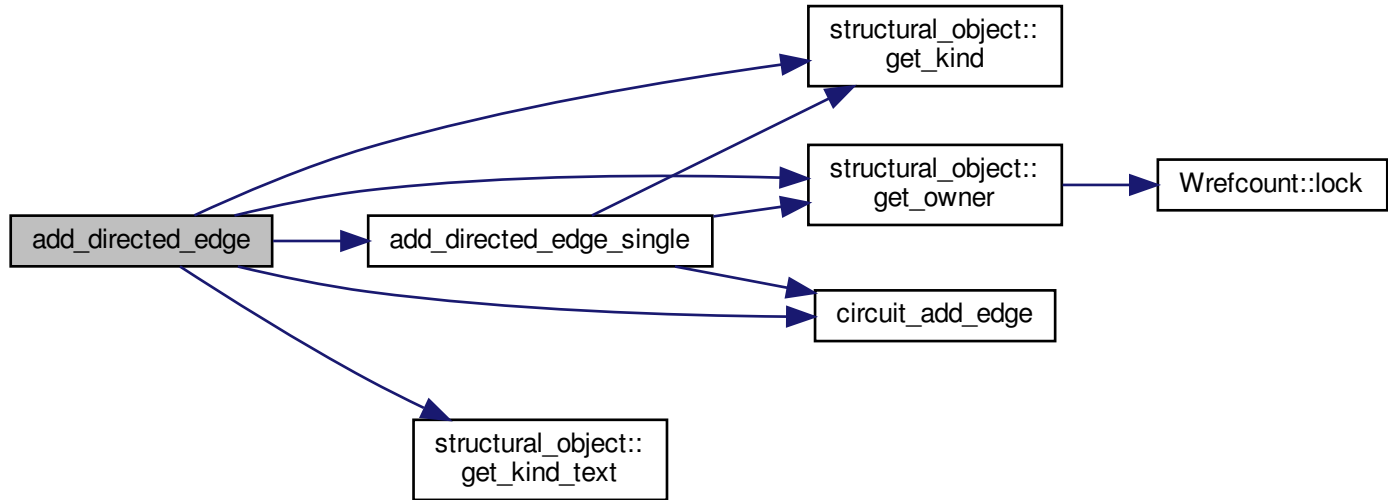 structural_object::
get_kind
structural_object::
get_owner
Wrefcount::lock
add_directed_edge
add_directed_edge_single
circuit_add_edge
structural_object::
get_kind_text